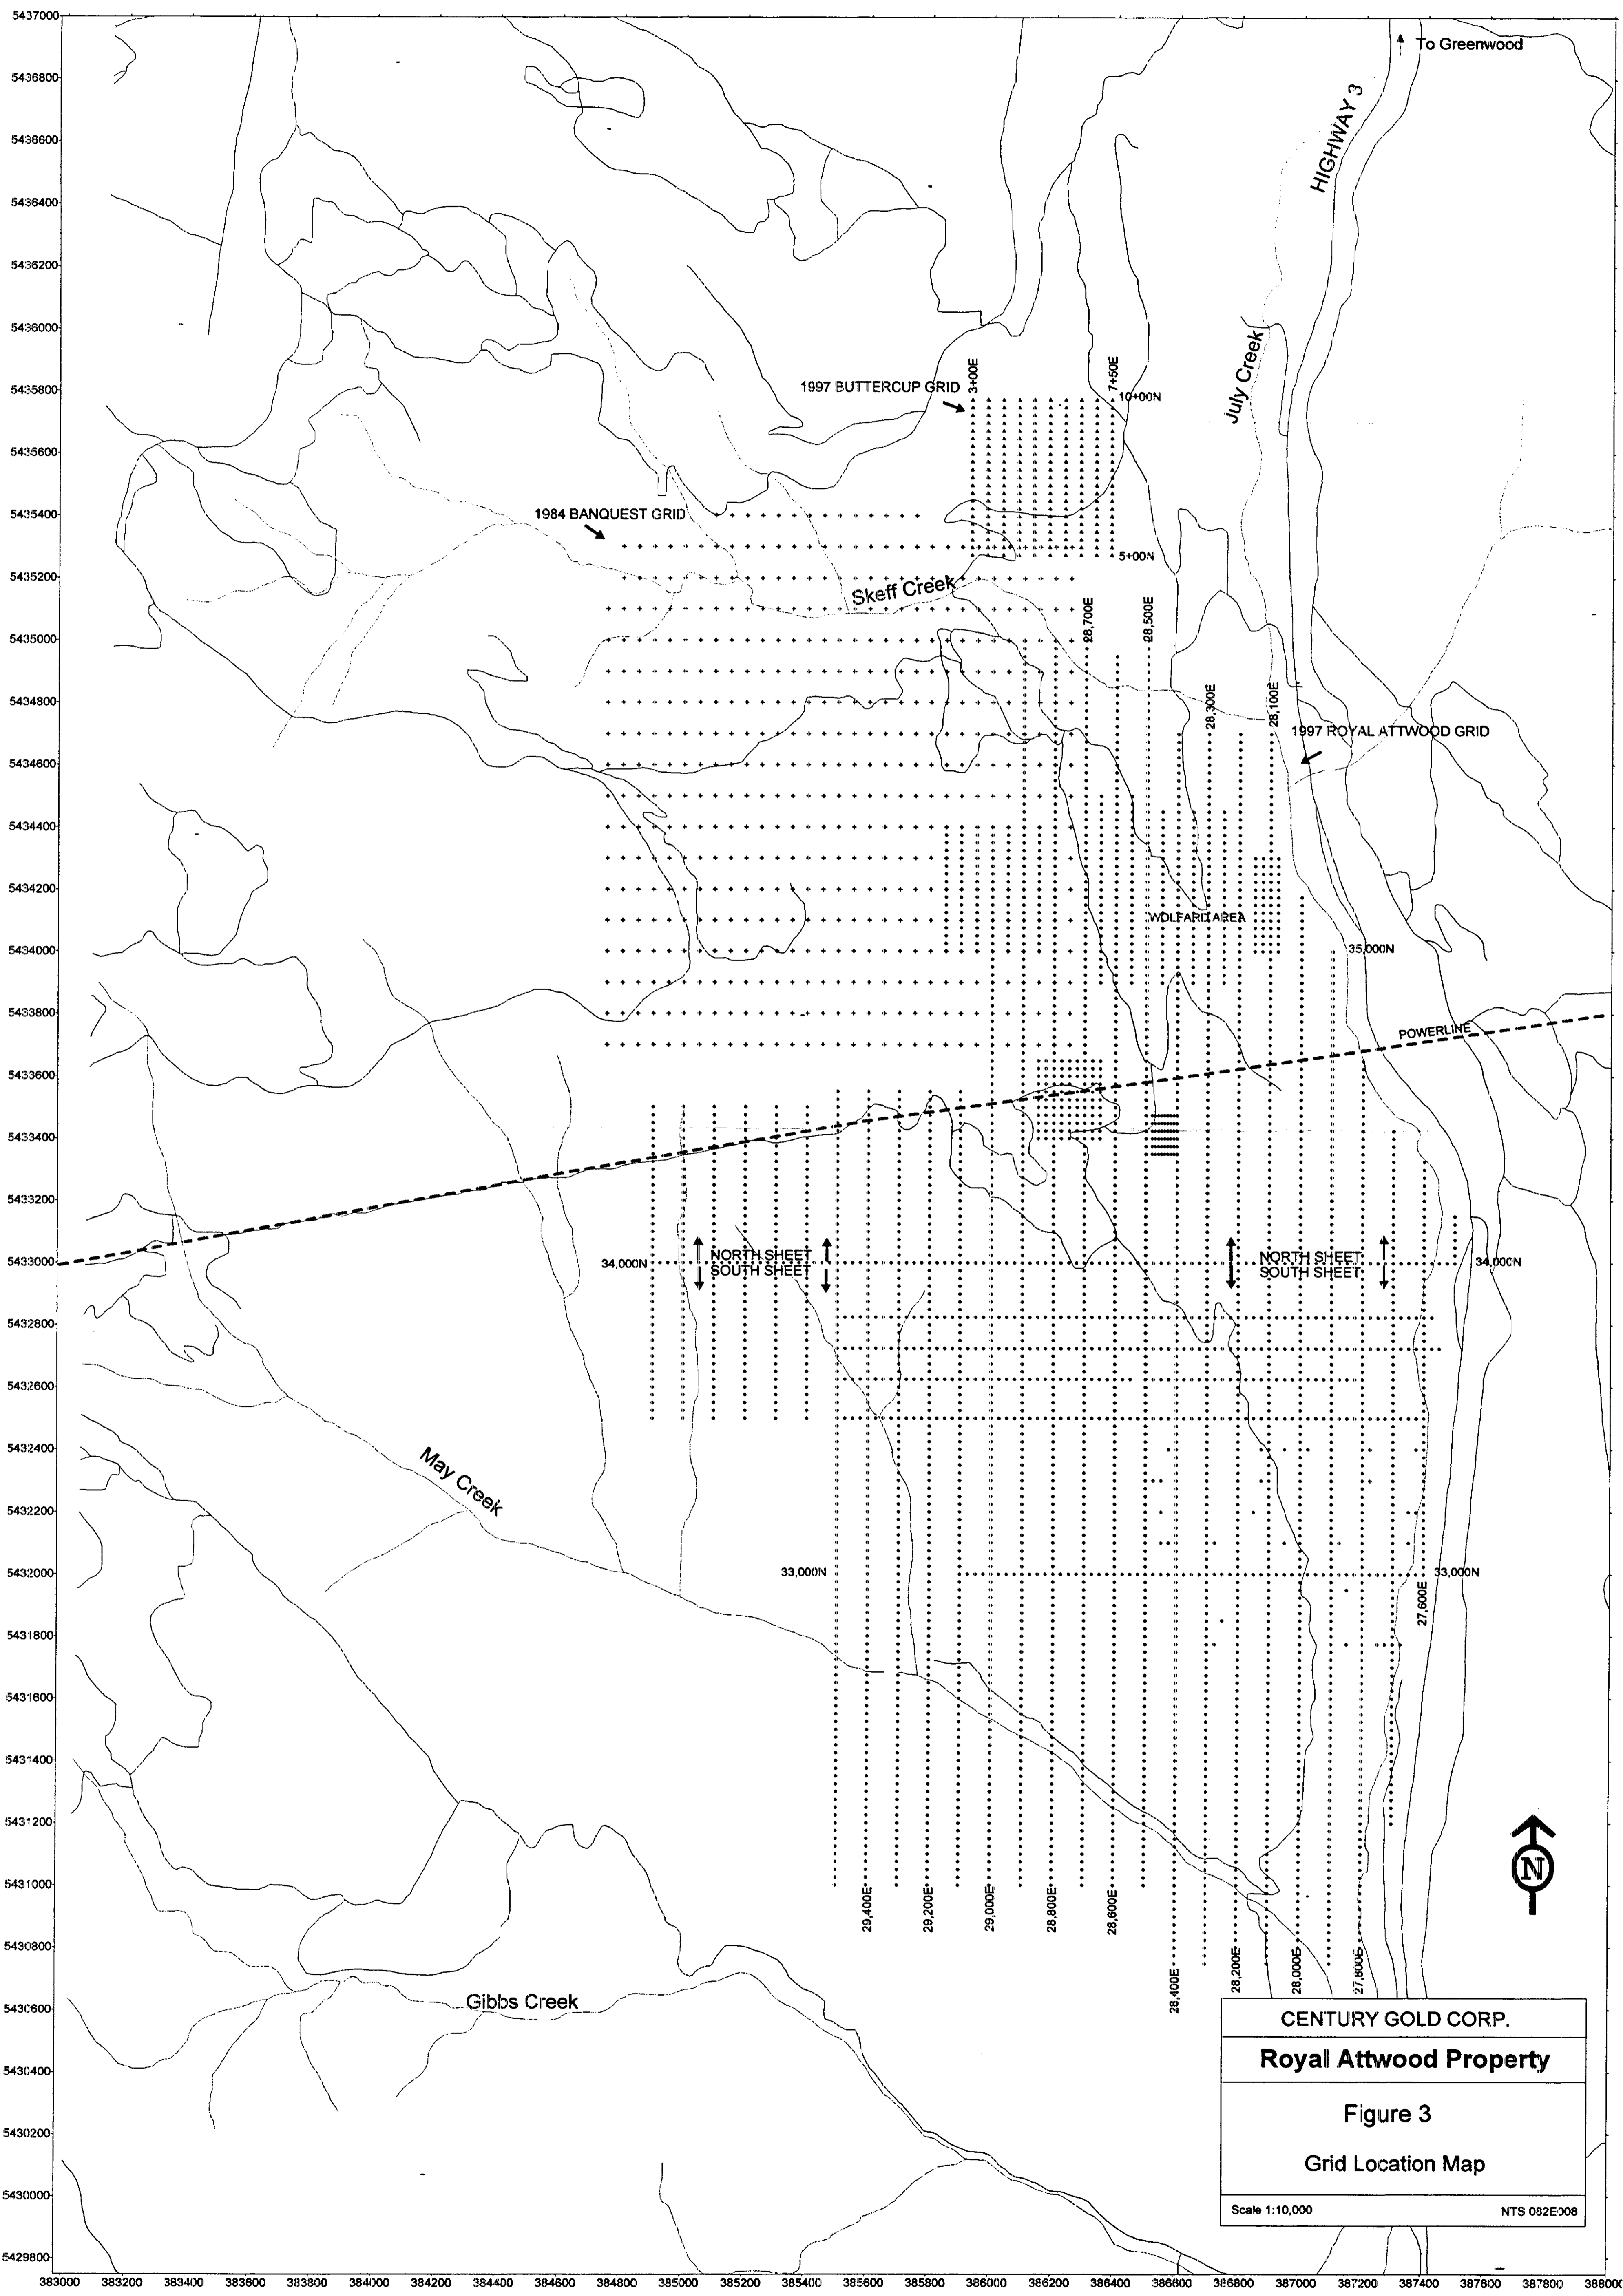 To Greenwood
HIGHWAY 3
July Creek
1997 BUTTERCUP GRID
3+00E
7+50E
10+00N
5+00N
1984 BANQUEST GRID
Skeff Creek
28,700E
28,500E
28,300E
28,100E
1997 ROYAL ATTWOOD GRID
WOLFARD AREA
35,000N
POWERLINE
34,000N
NORTH SHEET
SOUTH SHEET
NORTH SHEET
SOUTH SHEET
34,000N
May Creek
33,000N
33,000N
27,600E
29,400E
29,200E
29,000E
28,800E
28,600E
28,400E
28,200E
28,000E
27,800E
N
Gibbs Creek
CENTURY GOLD CORP.
Royal Attwood Property
Figure 3
Grid Location Map
Scale 1:10,000
NTS 082E008
5437000
5436800
5436600
5436400
5436200
5436000
5435800
5435600
5435400
5435200
5435000
5434800
5434600
5434400
5434200
5434000
5433800
5433600
5433400
5433200
5433000
5432800
5432600
5432400
5432200
5432000
5431800
5431600
5431400
5431200
5431000
5430800
5430600
5430400
5430200
5430000
5429800
383000 383200 383400 383600 383800 384000 384200 384400 384600 384800 385000 385200 385400 385600 385800 386000 386200 386400 386600 386800 387000 387200 387400 387600 387800 388000